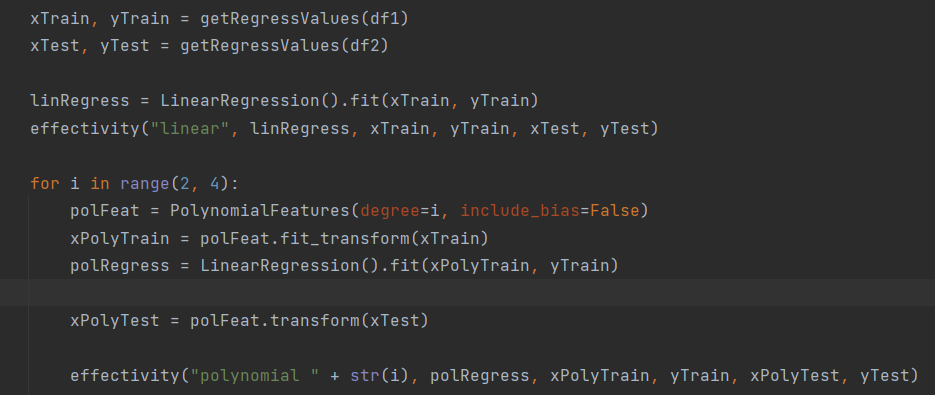 xTrain, yTrain = getRegressValues(df1)
xTest, yTest = getRegressValues(df2)
linRegress = LinearRegression().fit(xTrain, yTrain)
effectivity("linear", linRegress, xTrain, yTrain, xTest, yTest)
for i in range(2, 4):
    polFeat = PolynomialFeatures(degree=i, include_bias=False)
    xPolyTrain = polFeat.fit_transform(xTrain)
    polRegress = LinearRegression().fit(xPolyTrain, yTrain)
    xPolyTest = polFeat.transform(xTest)
    effectivity("polynomial " + str(i), polRegress, xPolyTrain, yTrain, xPolyTest, yTest)